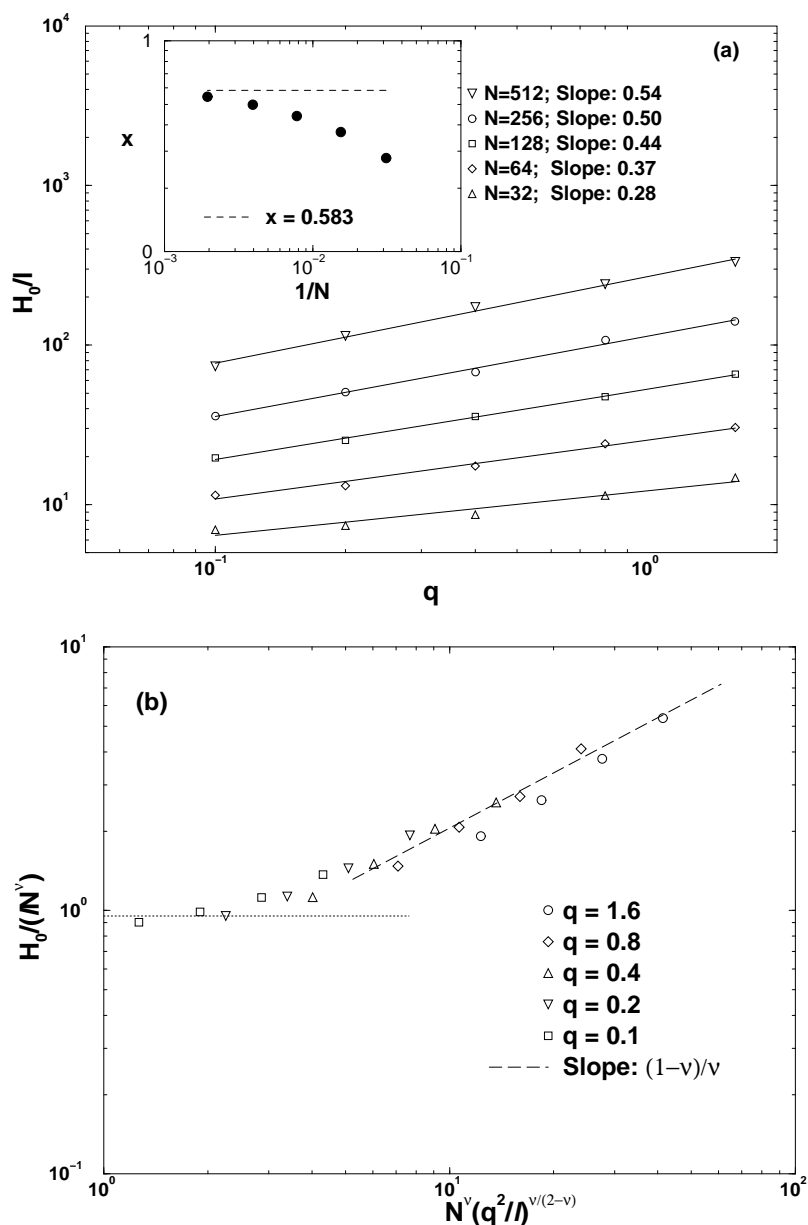 (a)
10⁴
10³
10²
10¹
H₀/l
10⁻¹
10⁰
q
N=512; Slope: 0.54
N=256; Slope: 0.50
N=128; Slope: 0.44
N=64; Slope: 0.37
N=32; Slope: 0.28
1
x
0
x = 0.583
10⁻³
10⁻²
10⁻¹
1/N
(b)
10¹
10⁰
10⁻¹
H₀/(lNᵛ)
q = 1.6
q = 0.8
q = 0.4
q = 0.2
q = 0.1
Slope: (1−ν)/ν
10⁰
10¹
10²
Nᵛ(q²/l)ᵛ/⁽²⁻ᵛ⁾